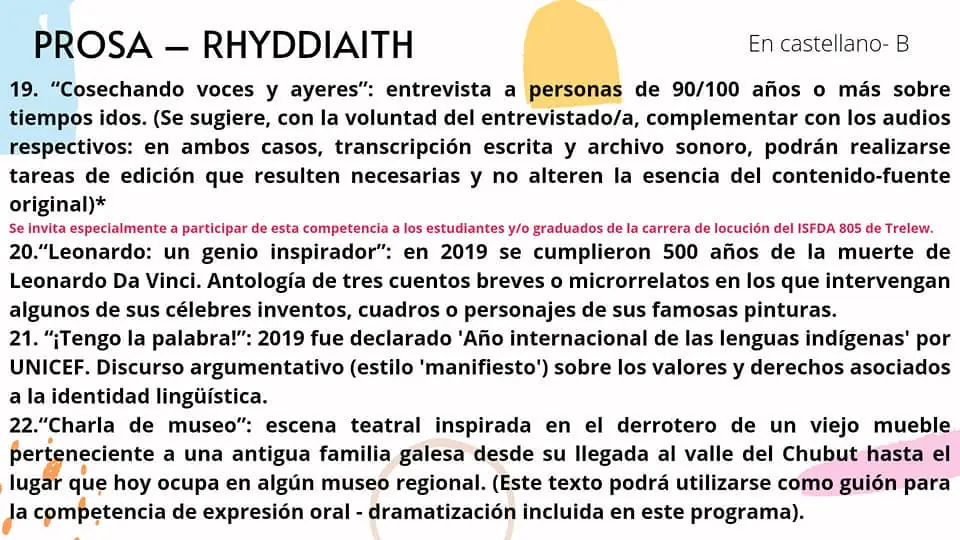 PROSA – RHYDDIAITH
En castellano- B
19. “Cosechando voces y ayeres”: entrevista a personas de 90/100 años o más sobre
tiempos idos. (Se sugiere, con la voluntad del entrevistado/a, complementar con los audios
respectivos: en ambos casos, transcripción escrita y archivo sonoro, podrán realizarse
tareas de edición que resulten necesarias y no alteren la esencia del contenido-fuente
original)*
Se invita especialmente a participar de esta competencia a los estudiantes y/o graduados de la carrera de locución del ISFDA 805 de Trelew.
20.“Leonardo: un genio inspirador”: en 2019 se cumplieron 500 años de la muerte de
Leonardo Da Vinci. Antología de tres cuentos breves o microrrelatos en los que intervengan
algunos de sus célebres inventos, cuadros o personajes de sus famosas pinturas.
21. “¡Tengo la palabra!”: 2019 fue declarado 'Año internacional de las lenguas indígenas' por
UNICEF. Discurso argumentativo (estilo 'manifiesto') sobre los valores y derechos asociados
a la identidad lingüística.
22.“Charla de museo”: escena teatral inspirada en el derrotero de un viejo mueble
perteneciente a una antigua familia galesa desde su llegada al valle del Chubut hasta el
lugar que hoy ocupa en algún museo regional. (Este texto podrá utilizarse como guión para
la competencia de expresión oral - dramatización incluida en este programa).